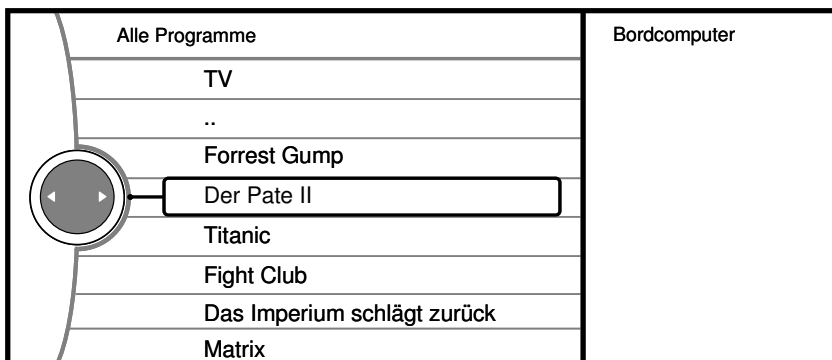 Alle Programme
Bordcomputer
TV
..
Forrest Gump
Der Pate II
Titanic
Fight Club
Das Imperium schlägt zurück
Matrix